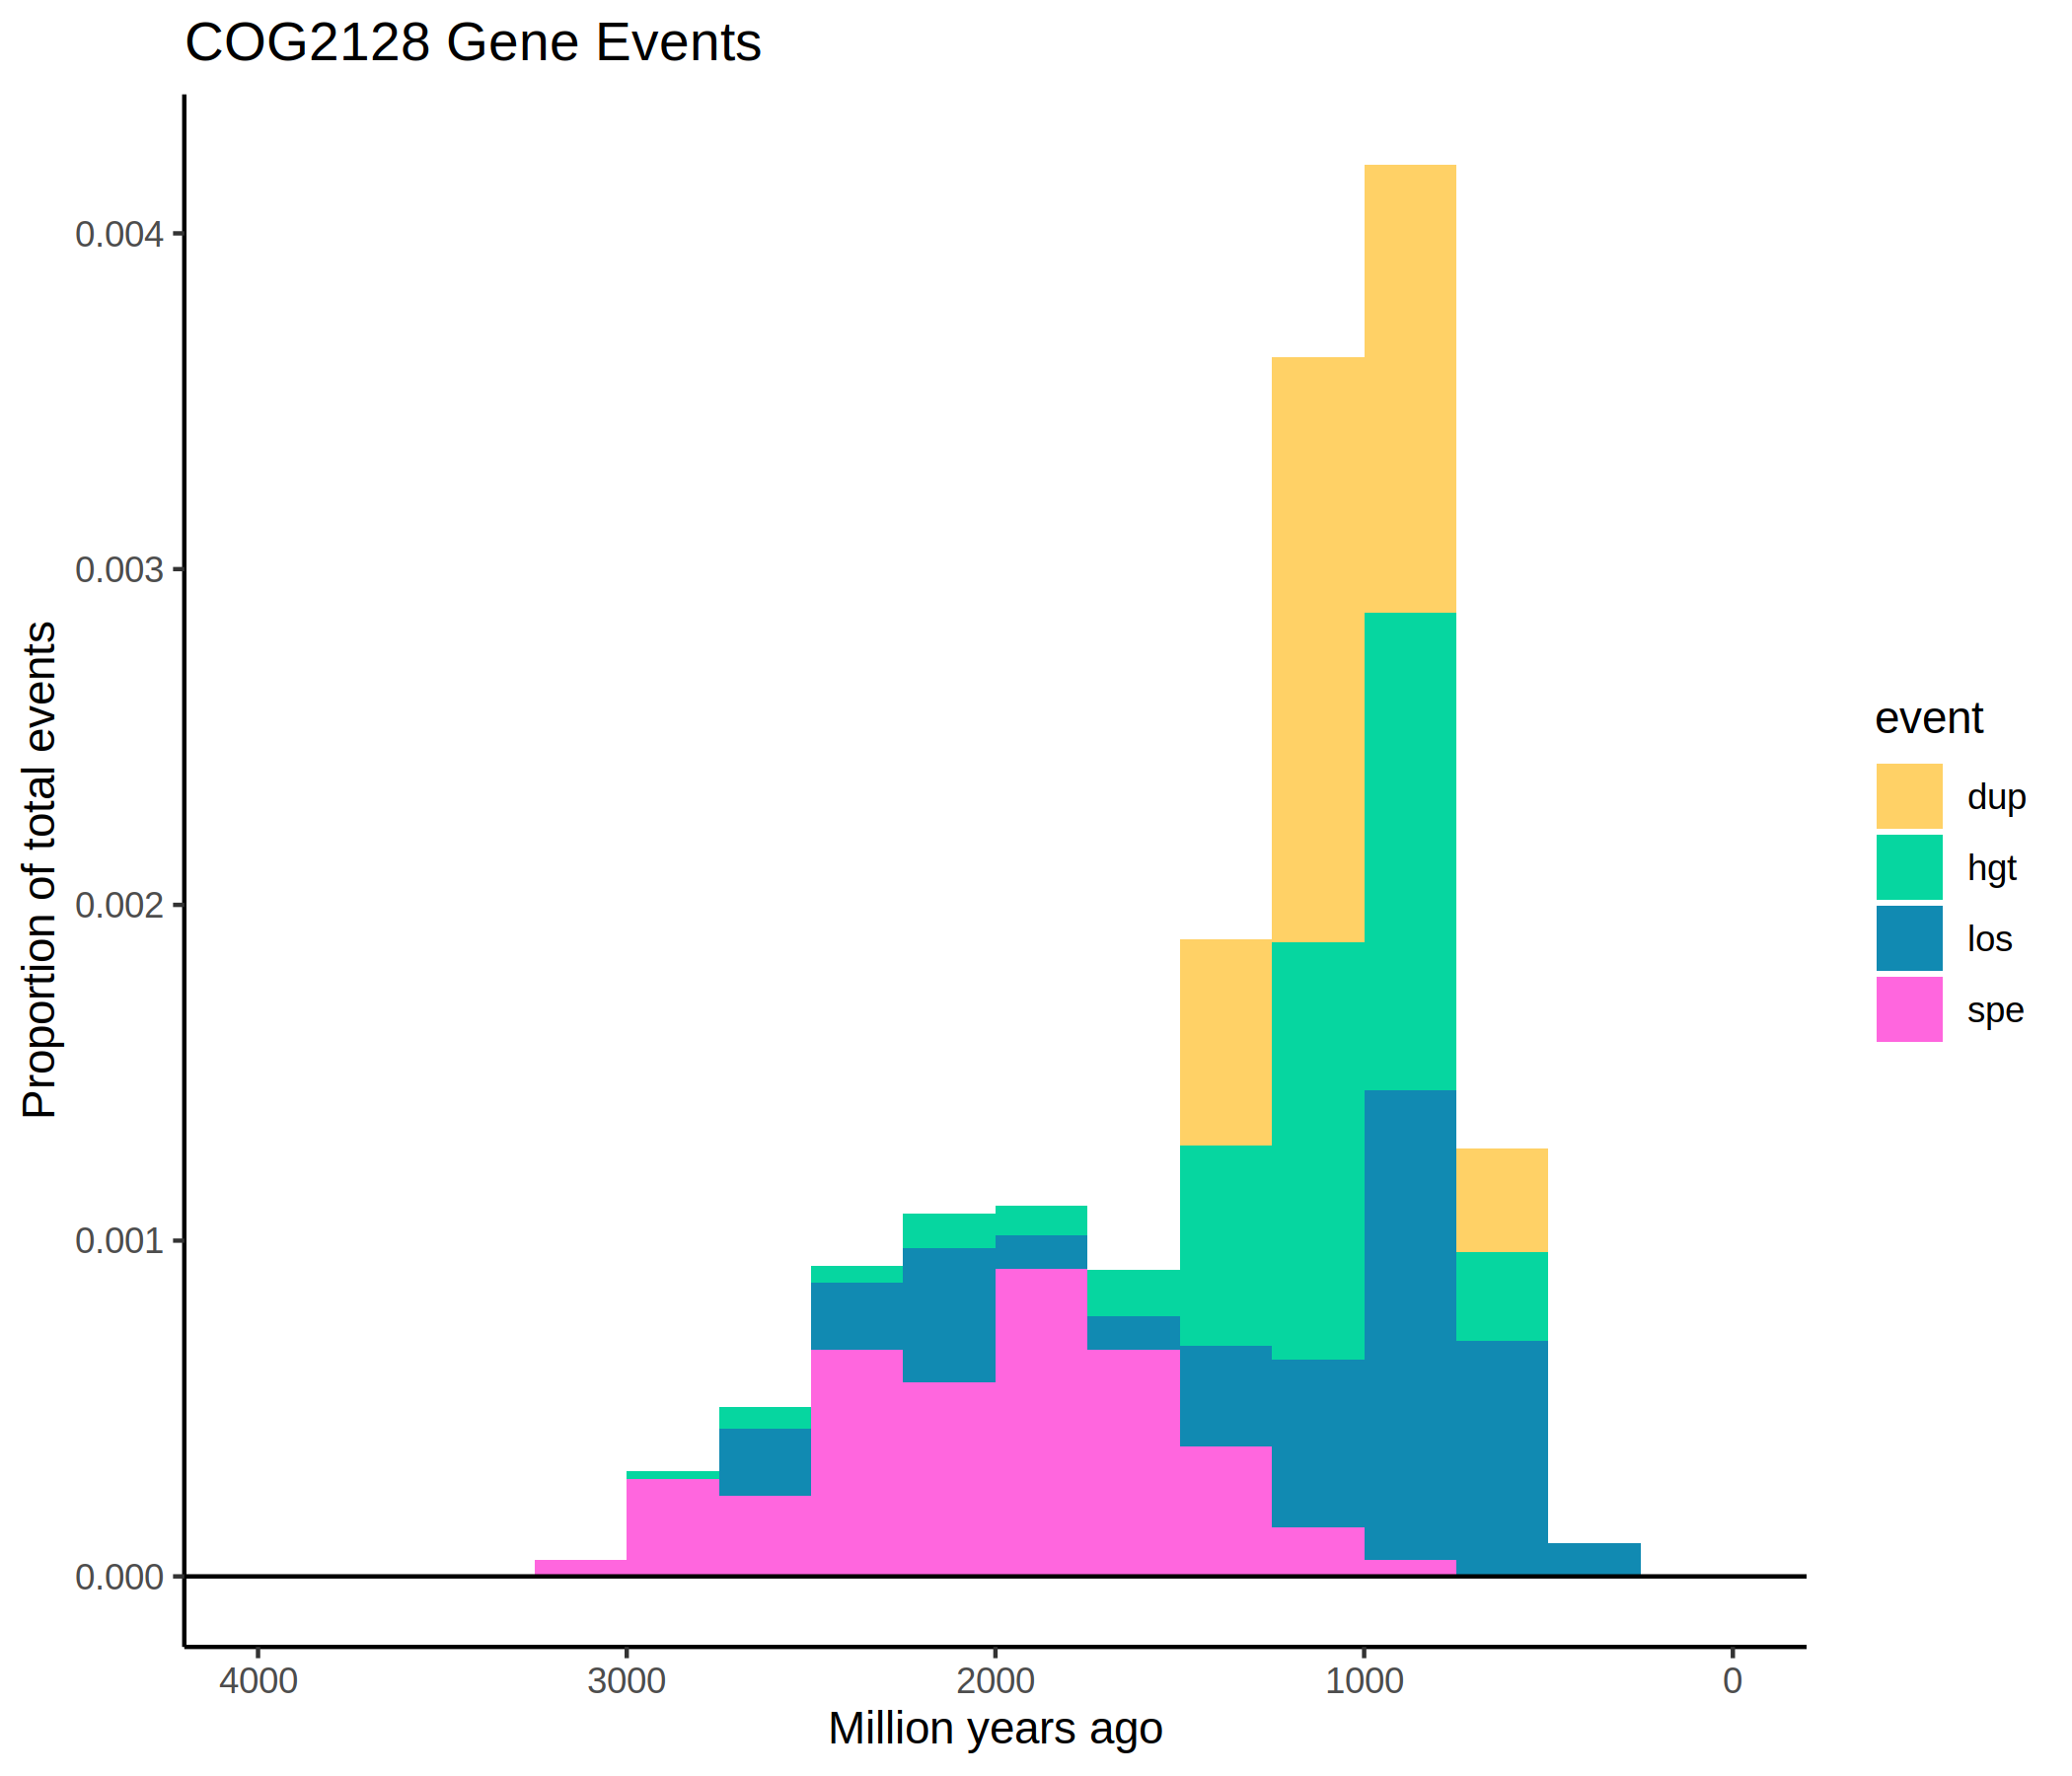 COG2128 Gene Events
Proportion of total events
0.004
0.003
0.002
0.001
0.000
4000 3000 2000 1000 0
Million years ago
event
dup
hgt
los
spe